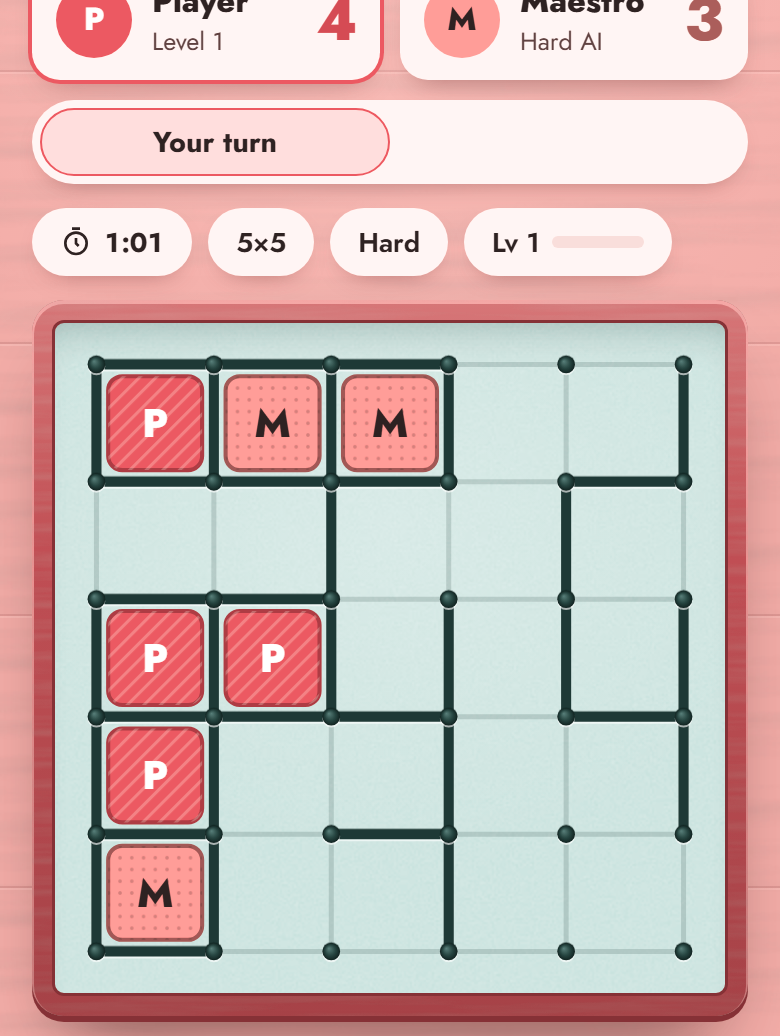 P Player 4
Level 1
M Maestro 3
Hard AI
Your turn
1:01 5×5 Hard Lv 1
P M M
P P
P
M